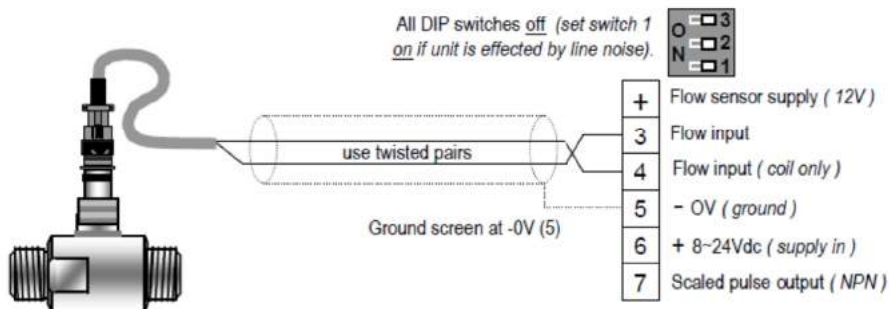 All DIP switches off (set switch 1
on if unit is effected by line noise).
O
N
3
2
1
+ Flow sensor supply ( 12V )
3 Flow input
4 Flow input ( coil only )
5 - OV ( ground )
6 + 8~24Vdc ( supply in )
7 Scaled pulse output ( NPN )
use twisted pairs
Ground screen at -0V (5)